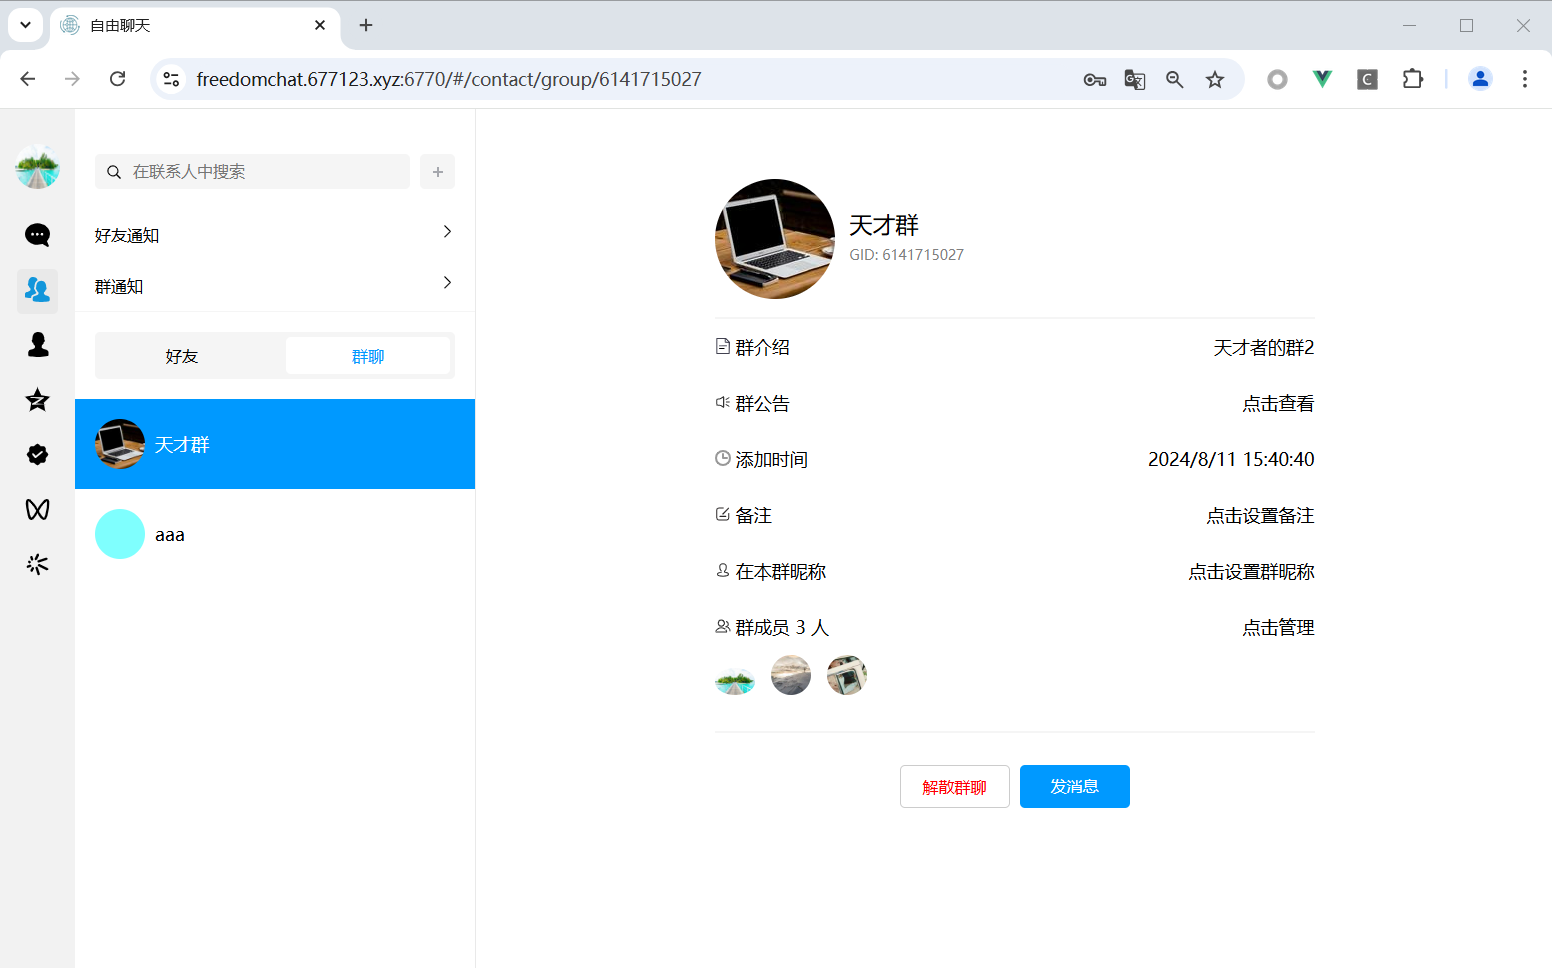 自由聊天
freedomchat.677123.xyz:6770/#/contact/group/6141715027
在联系人中搜索
好友通知
群通知
好友
群聊
天才群
aaa
天才群
GID: 6141715027
群介绍
天才者的群2
群公告
点击查看
添加时间
2024/8/11 15:40:40
备注
点击设置备注
在本群昵称
点击设置群昵称
群成员 3 人
点击管理
解散群聊
发消息